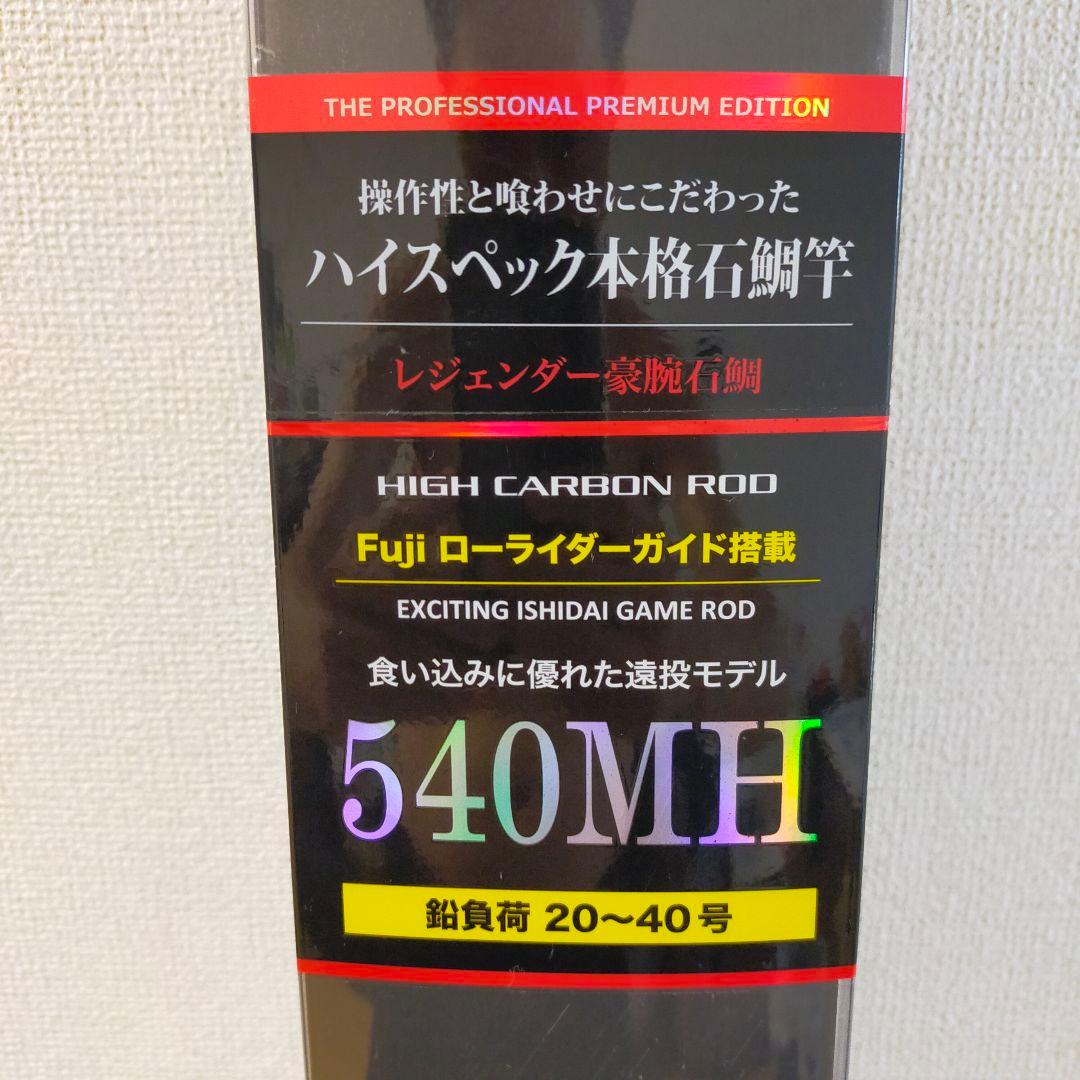 THE PROFESSIONAL PREMIUM EDITION
操作性と喰わせにこだわった
ハイスペック本格石鯛竿
レジェンダー豪腕石鯛
HIGH CARBON ROD
Fuji ローライダーガイド搭載
EXCITING ISHIDAI GAME ROD
食い込みに優れた遠投モデル
540MH
鉛負荷 20〜40号